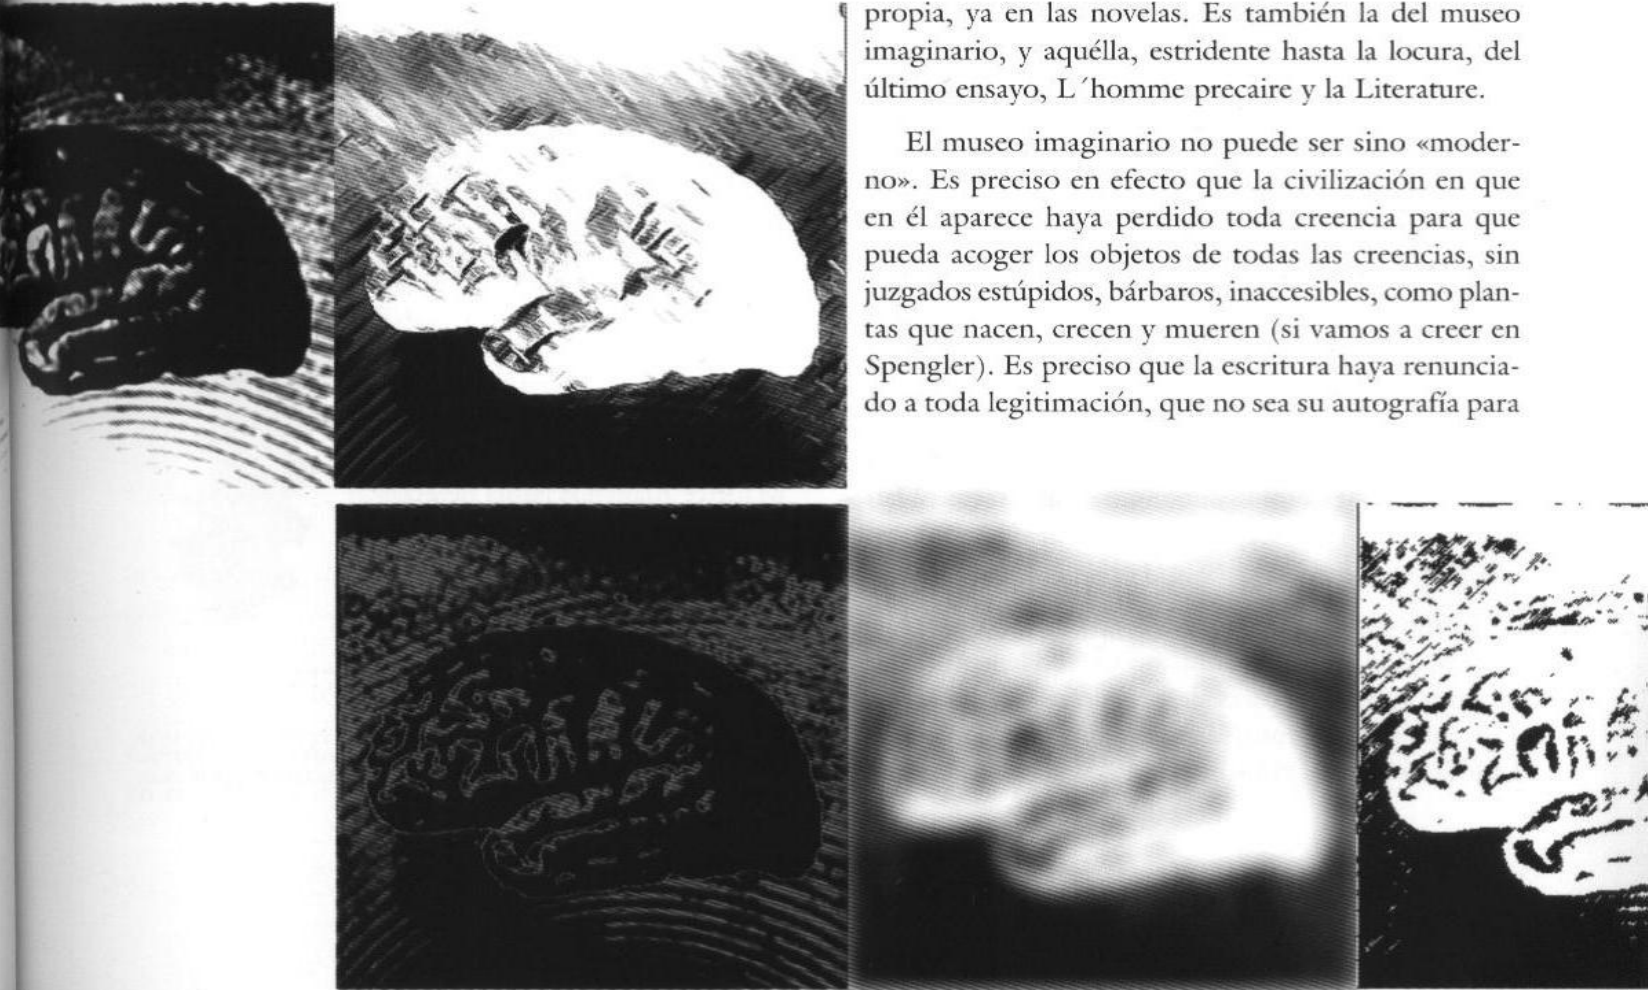 propia, ya en las novelas. Es también la del museo
imaginario, y aquélla, estridente hasta la locura, del
último ensayo, L´homme precaire y la Literature.
El museo imaginario no puede ser sino «moder-
no». Es preciso en efecto que la civilización en que
en él aparece haya perdido toda creencia para que
pueda acoger los objetos de todas las creencias, sin
juzgados estúpidos, bárbaros, inaccesibles, como plan-
tas que nacen, crecen y mueren (si vamos a creer en
Spengler). Es preciso que la escritura haya renuncia-
do a toda legitimación, que no sea su autografía para